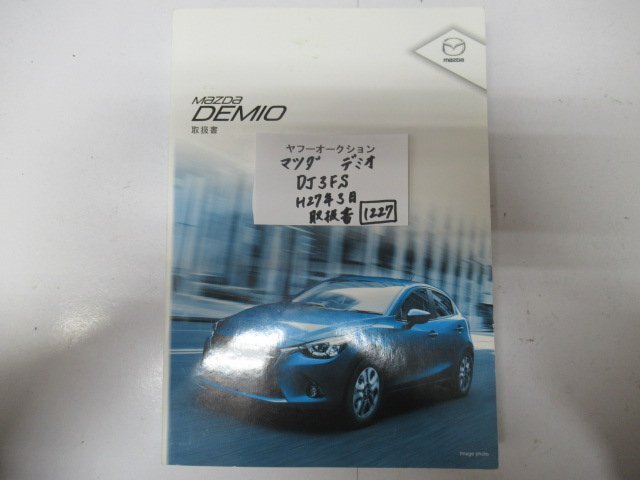 mazda
mazda
DEMIO
取扱書
ヤフーオークション
マツダ デミオ
DJ3FS
H27年3月
取扱書 1227
Image photo